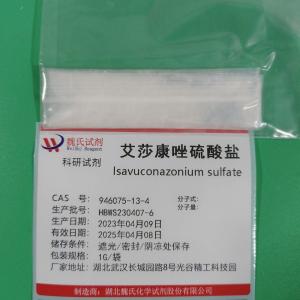 魏氏试剂
WeiShi Reagent
科研试剂
艾莎康唑硫酸盐
Isavuconazonium sulfate
CAS 号: 946075-13-4 分子式:
分子量:
生产批号: HBWS230407-6
生产日期: 2023年04月09日
有效日期: 2025年04月08日
储存条件: 遮光/密封/阴凉处保存
包装规格: 1G/袋
厂家地址: 湖北武汉长城园路8号光谷精工科技园
制造商: 湖北魏氏化学试剂股份有限公司